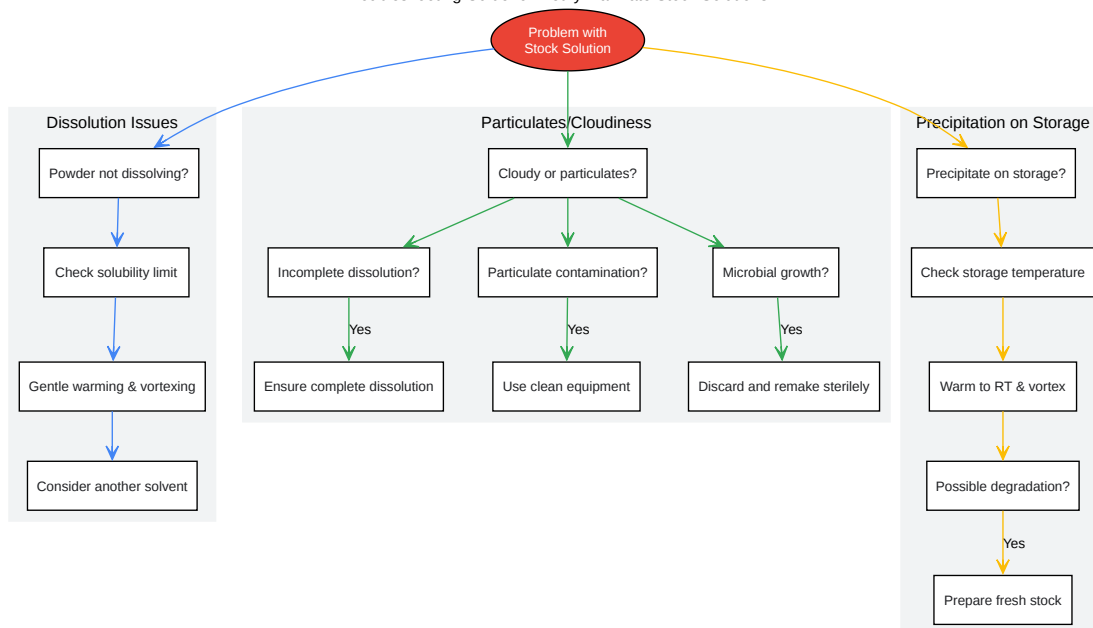 Problem with
Stock Solution
Dissolution Issues
Powder not dissolving?
Check solubility limit
Gentle warming & vortexing
Consider another solvent
Particulates/Cloudiness
Cloudy or particulates?
Incomplete dissolution?
Particulate contamination?
Microbial growth?
Yes
Yes
Yes
Ensure complete dissolution
Use clean equipment
Discard and remake sterilely
Precipitation on Storage
Precipitate on storage?
Check storage temperature
Warm to RT & vortex
Possible degradation?
Yes
Prepare fresh stock